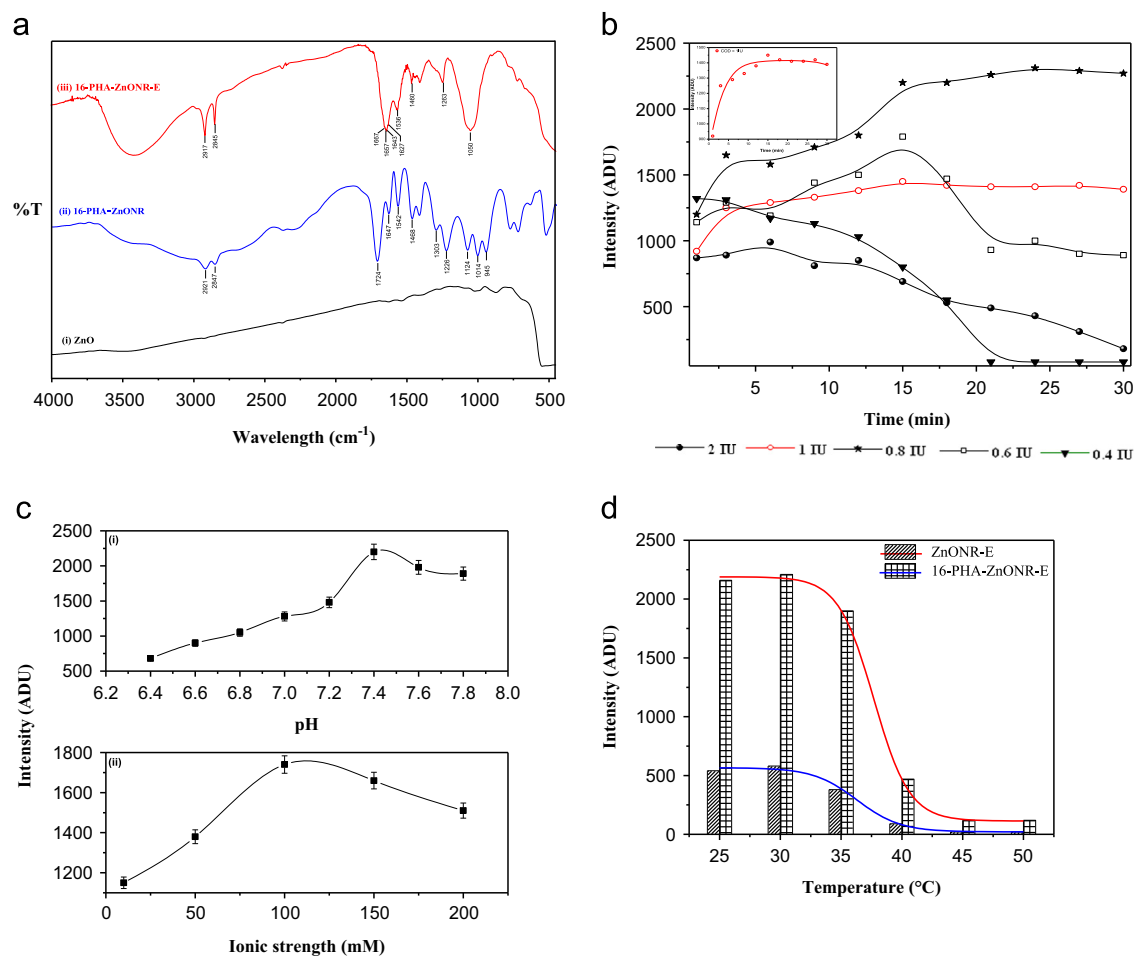 a
(iii) 16-PHA-ZnONR-E
2917
2845
1667
1657
1643
1627
1536
1460
1263
1050
%T
(ii) 16-PHA-ZnONR
2921
2847
1724
1647
1542
1468
1303
1226
1124
1014
945
(i) ZnO
4000 3500 3000 2500 2000 1500 1000 500
Wavelength (cm-1)
b
2500
2000
1500
1000
500
Intensity (ADU)
5 10 15 20 25 30
Time (min)
Intensity (ADU)
Time (min)
2 IU 1 IU 0.8 IU 0.6 IU 0.4 IU
c
Intensity (ADU)
(i)
2500
2000
1500
1000
500
6.2 6.4 6.6 6.8 7.0 7.2 7.4 7.6 7.8 8.0
pH
(ii)
1800
1600
1400
1200
0 50 100 150 200
Ionic strength (mM)
d
ZnONR-E
16-PHA-ZnONR-E
2500
2000
1500
1000
500
0
Intensity (ADU)
25 30 35 40 45 50
Temperature (°C)